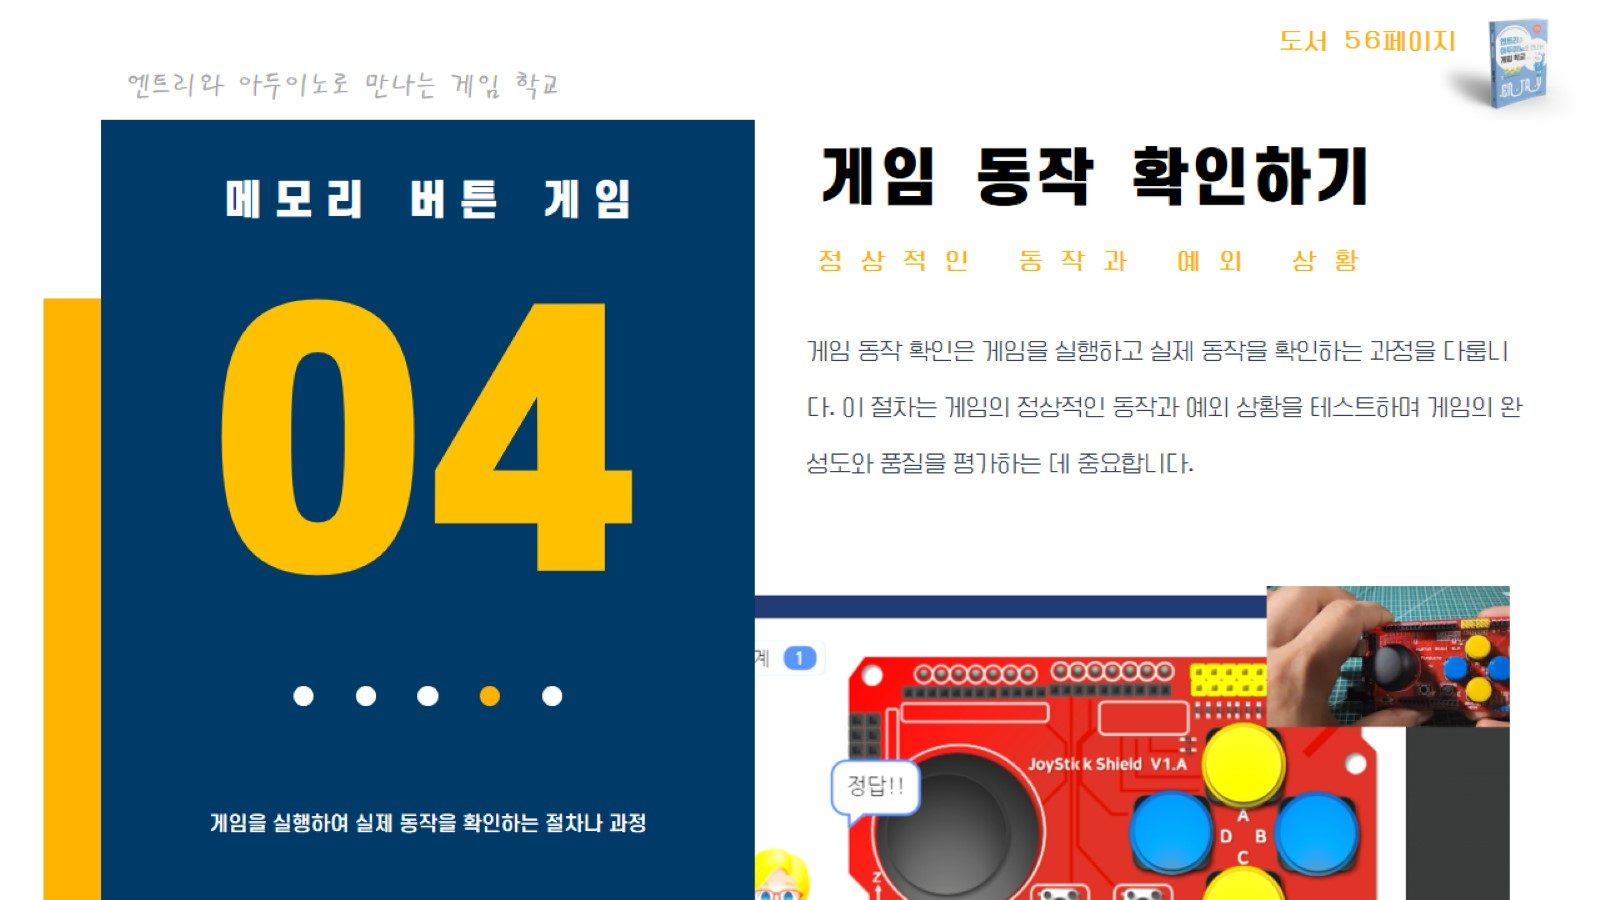 도서 56페이지
엔트리와 아두이노로 만나는 게임 학교
메모리 버튼 게임
04
게임을 실행하여 실제 동작을 확인하는 절차나 과정
게임 동작 확인하기
정상적인 동작과 예외 상황
게임 동작 확인은 게임을 실행하고 실제 동작을 확인하는 과정을 다룹니
다. 이 절차는 게임의 정상적인 동작과 예외 상황을 테스트하며 게임의 완
성도와 품질을 평가하는 데 중요합니다.
계 1
JoyStick Shield V1.A
정답!!
A
D B
C
Z